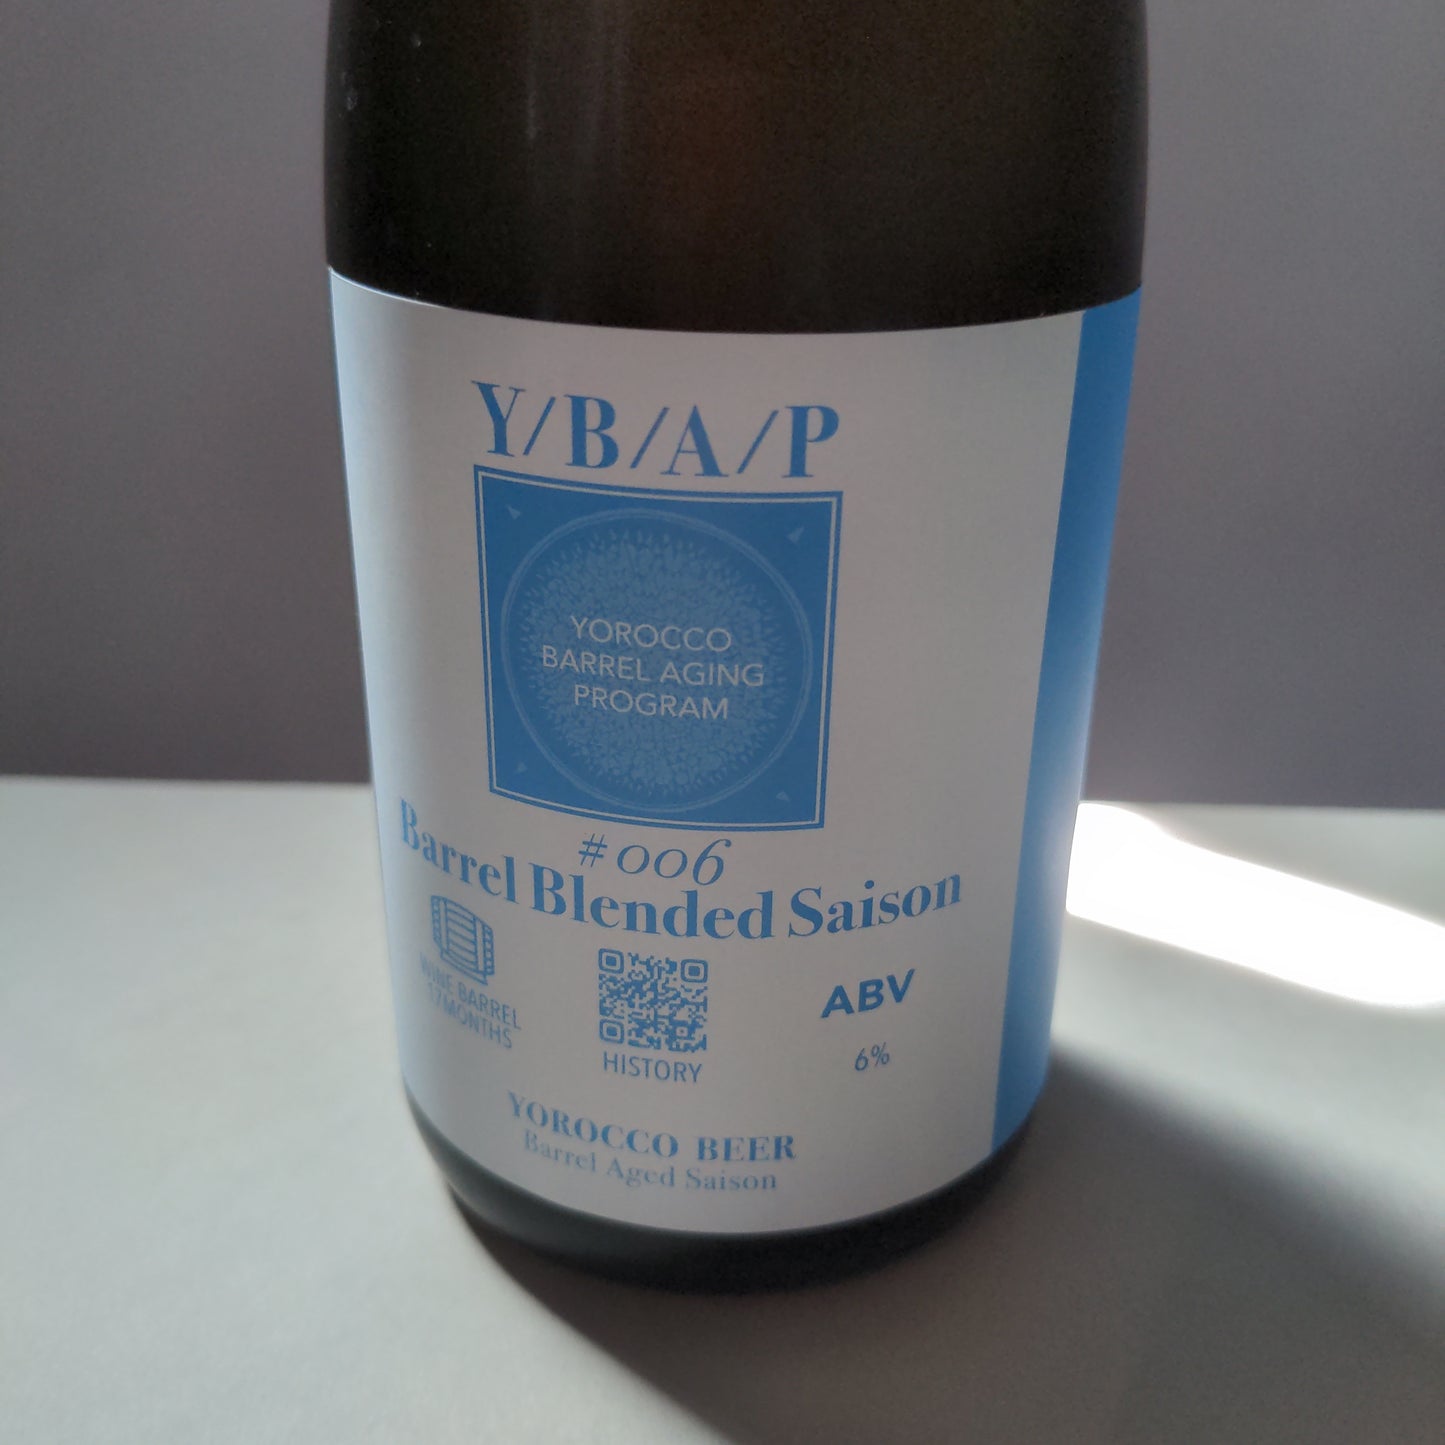 Y/B/A/P
YOROCCO
BARREL AGING
PROGRAM
#006
Barrel Blended Saison
WINE BARREL
17MONTHS
HISTORY
ABV
6%
YOROCCO BEER
Barrel Aged Saison